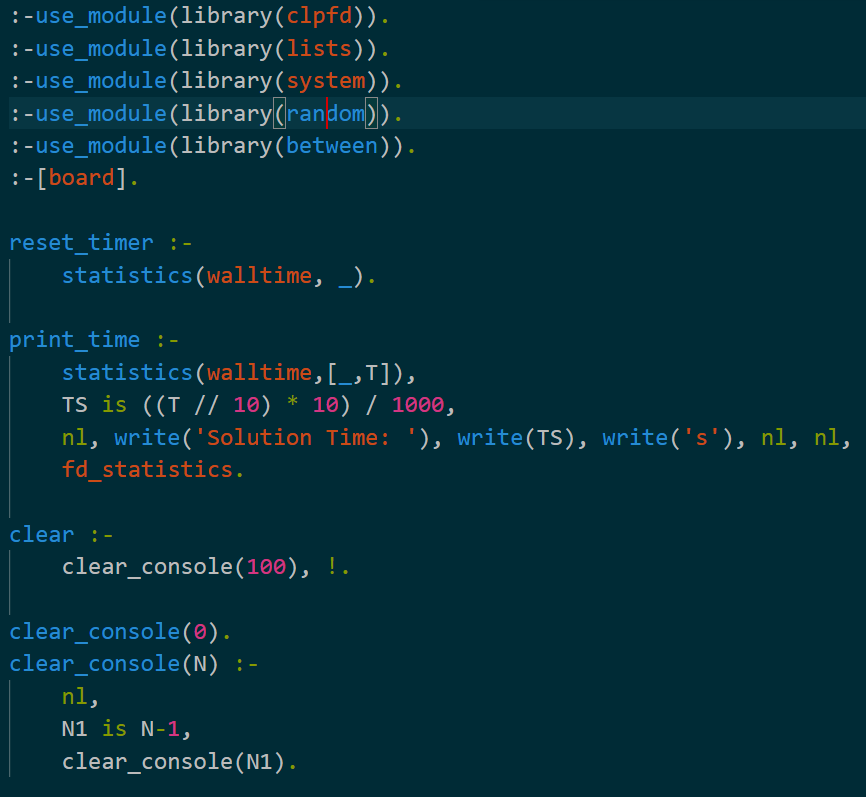 :-use_module(library(clpfd)).
:-use_module(library(lists)).
:-use_module(library(system)).
:-use_module(library(random)).
:-use_module(library(between)).
:-[board].

reset_timer :-
    statistics(walltime, _).

print_time :-
    statistics(walltime,[_,T]),
    TS is ((T // 10) * 10) / 1000,
    nl, write('Solution Time: '), write(TS), write('s'), nl, nl,
    fd_statistics.

clear :-
    clear_console(100), !.

clear_console(0).
clear_console(N) :-
    nl,
    N1 is N-1,
    clear_console(N1).